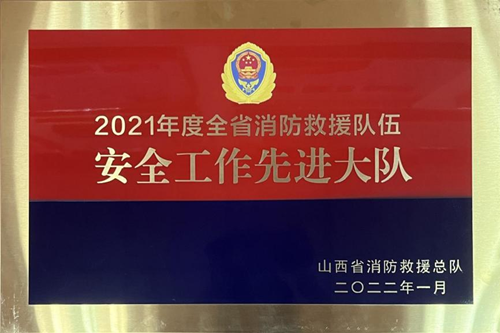 2021年度全省消防救援队伍
安全工作先进大队
山西省消防救援总队
二〇二二年一月